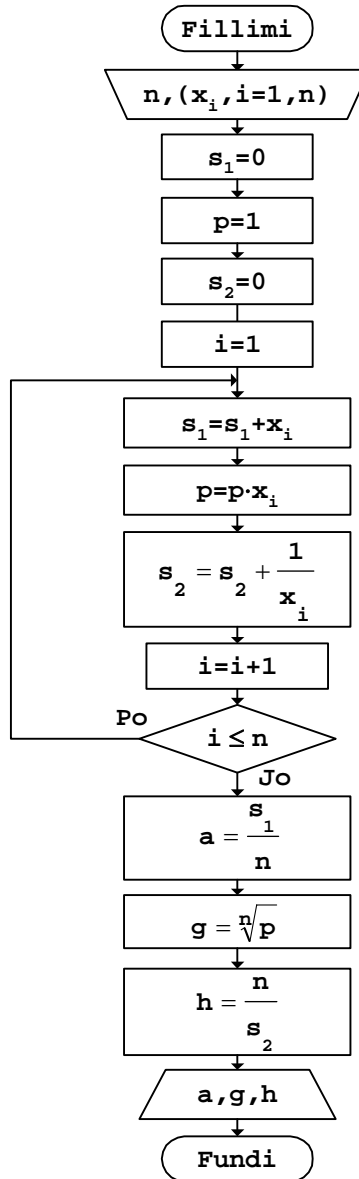 Fillimi
n,(x_i,i=1,n)
s_1=0
p=1
s_2=0
i=1
s_1=s_1+x_i
p=p·x_i
s_2 = s_2 + 1/x_i
i=i+1
Po
i ≤ n
Jo
a = s_1/n
g = ⁿ√p
h = n/s_2
a,g,h
Fundi